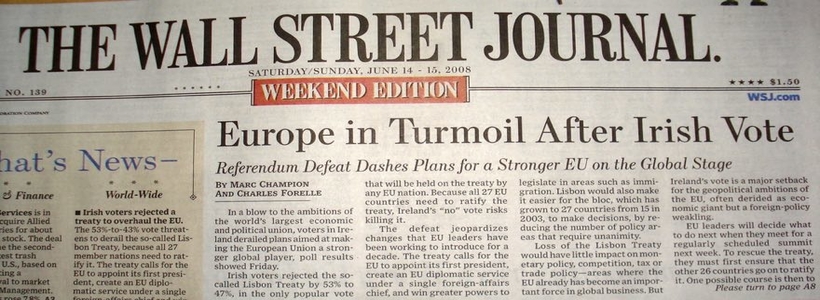 THE WALL STREET JOURNAL.
SATURDAY/SUNDAY, JUNE 14 - 15, 2008
NO. 139
WEEKEND EDITION
★★★★ $1.50
WSJ.com
Europe in Turmoil After Irish Vote
Referendum Defeat Dashes Plans for a Stronger EU on the Global Stage
hat's News–
& Finance
ervices is in
cquire Allied
ries for about
stock. The deal
e the second-
est trash
U.S., based on
ting a
val to market
Management.
World-Wide
■ Irish voters rejected a
treaty to overhaul the EU.
The 53%-to-43% vote threat-
ens to derail the so-called Lis-
bon Treaty, because all 27
member nations need to rat-
ify it. The treaty calls for the
EU to appoint its first presi-
dent, create an EU diplo-
matic service under a single
BY MARC CHAMPION
AND CHARLES FORELLE
In a blow to the ambitions of
the world's largest economic
and political union, voters in Ire-
land derailed plans aimed at mak-
ing the European Union a stron-
ger global player, poll results
showed Friday.
Irish voters rejected the so-
called Lisbon Treaty by 53% to
47%, in the only popular vote
that will be held on the treaty by
any EU nation. Because all 27 EU
countries need to ratify the
treaty, Ireland's "no" vote risks
killing it.
The defeat jeopardizes
changes that EU leaders have
been working to introduce for a
decade. The treaty calls for the
EU to appoint its first president,
create an EU diplomatic service
under a single foreign-affairs
chief, and win greater powers to
legislate in areas such as immi-
gration. Lisbon would also make
it easier for the bloc, which has
grown to 27 countries from 15 in
2003, to make decisions, by re-
ducing the number of policy ar-
eas that require unanimity.
Loss of the Lisbon Treaty
would have little impact on mon-
etary policy, competition, tax or
trade policy—areas where the
EU already has become an impor-
tant force in global business. But
Ireland's vote is a major setback
for the geopolitical ambitions of
the EU, often derided as eco-
nomic giant but a foreign-policy
weakling.
EU leaders will decide what
to do next when they meet for a
regularly scheduled summit
next week. To rescue the treaty,
they must first ensure that the
other 26 countries go on to ratify
it. One possible course is then to
Please turn to page A8